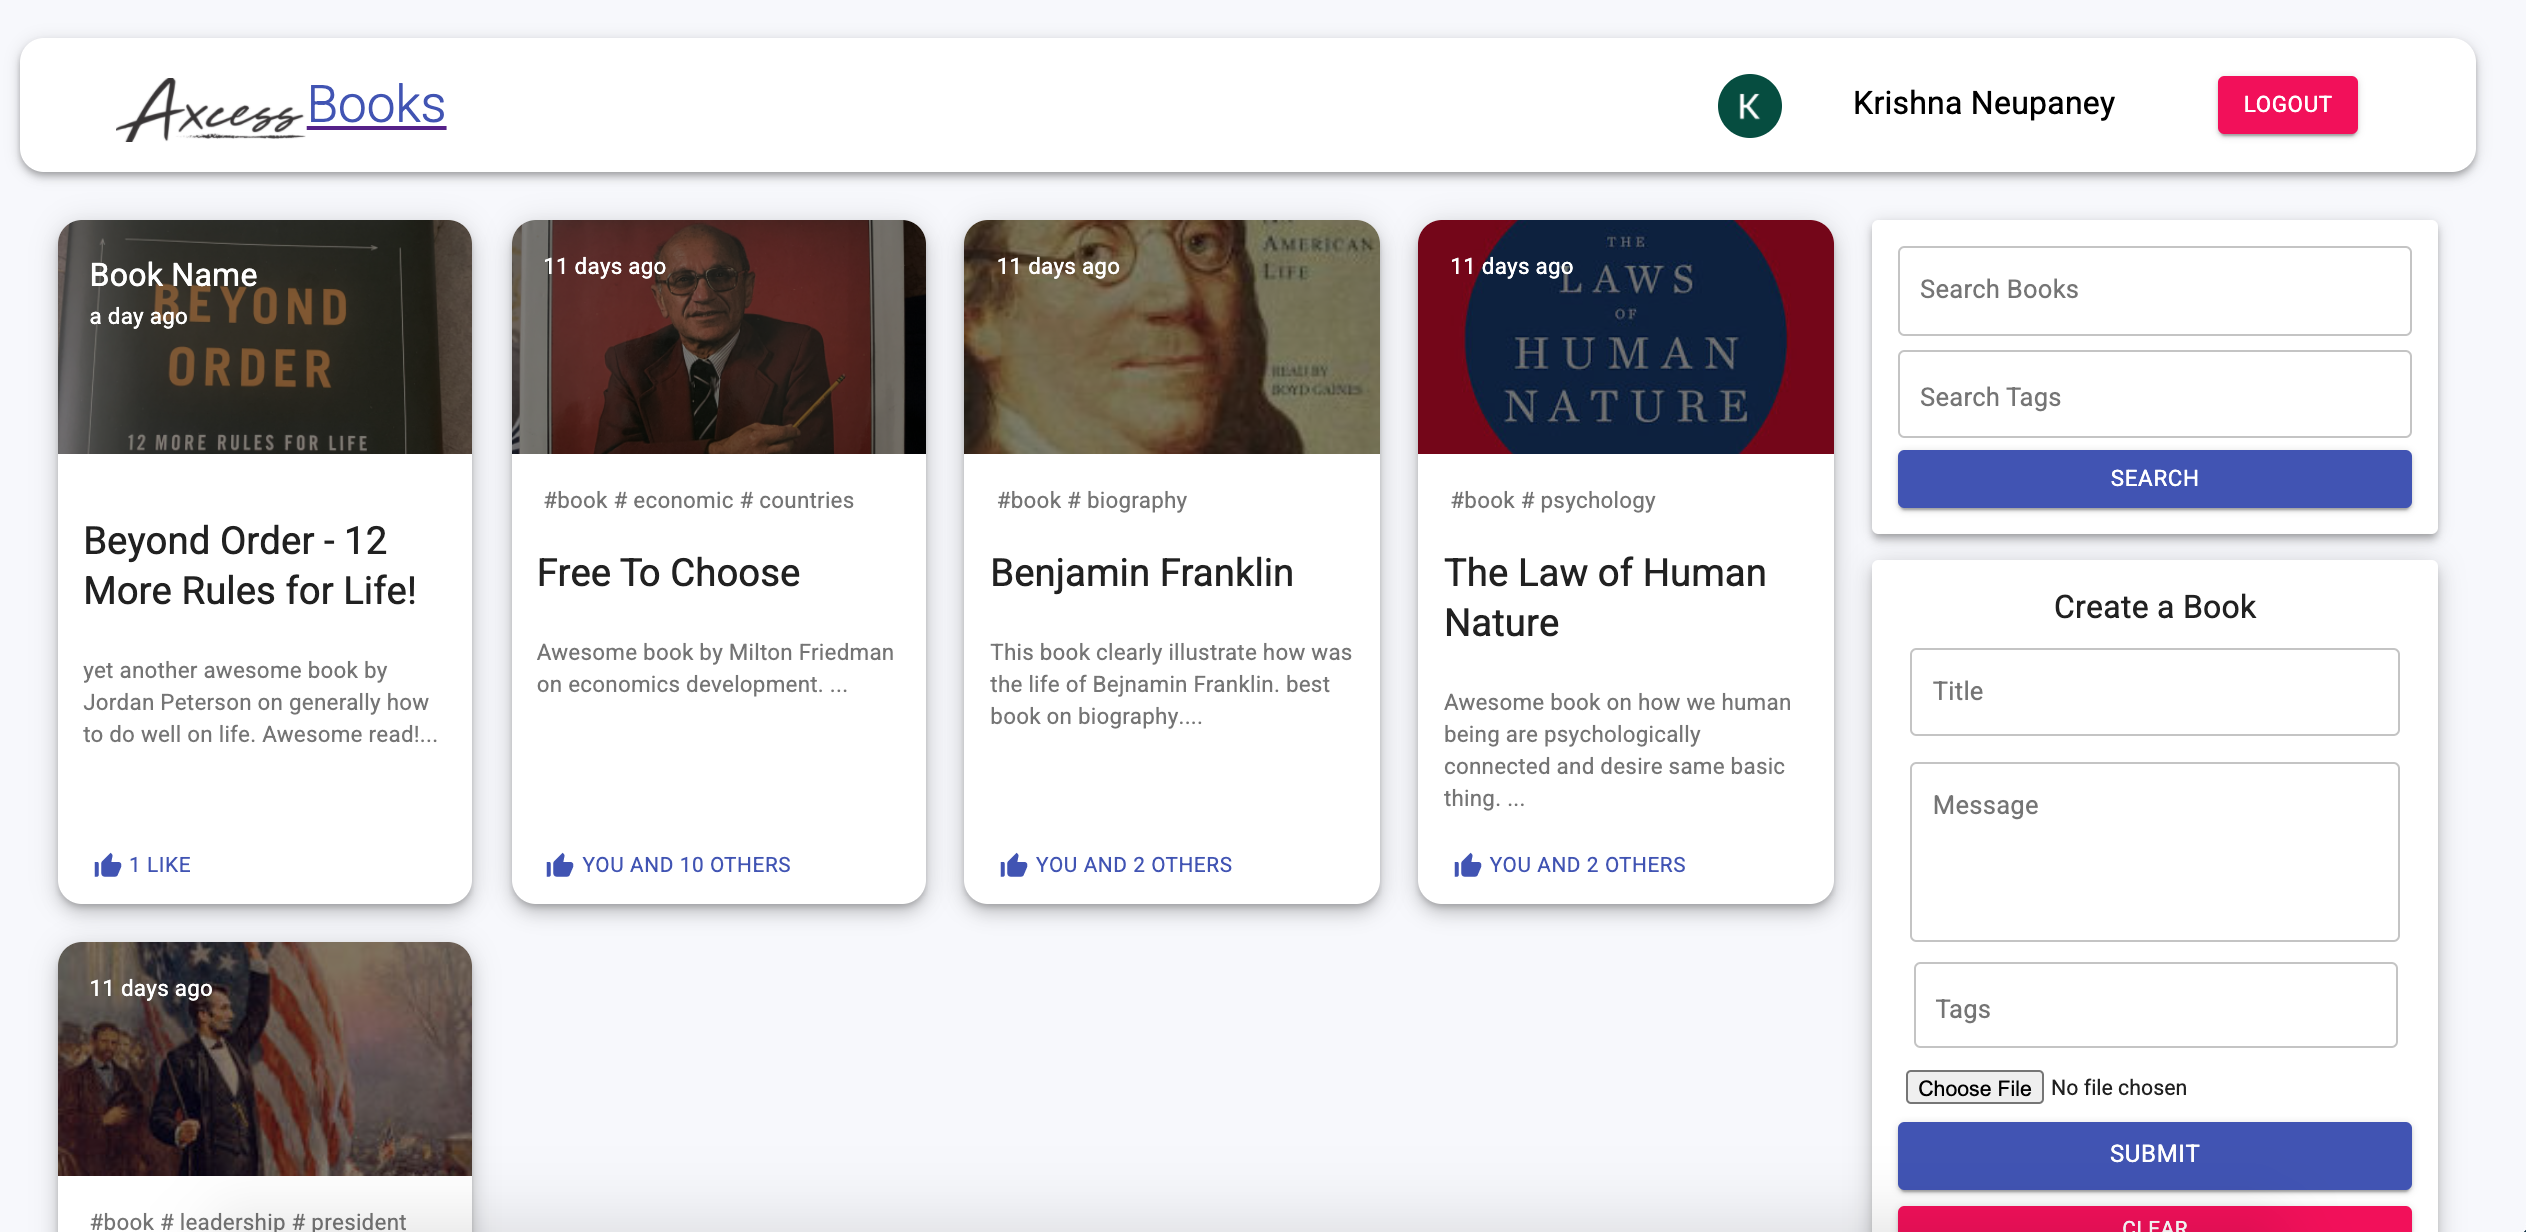 Axcess Books
K
Krishna Neupaney
LOGOUT
Book Name
a day ago
BEYOND
ORDER
12 MORE RULES FOR LIFE
Beyond Order - 12
More Rules for Life!
yet another awesome book by
Jordan Peterson on generally how
to do well on life. Awesome read!...
1 LIKE
11 days ago
#book # economic # countries
Free To Choose
Awesome book by Milton Friedman
on economics development. ...
YOU AND 10 OTHERS
11 days ago
AN
AMERICAN
LIFE
READ BY
BOYD GAINES
#book # biography
Benjamin Franklin
This book clearly illustrate how was
the life of Bejnamin Franklin. best
book on biography....
YOU AND 2 OTHERS
11 days ago
THE
LAWS
OF
HUMAN
NATURE
#book # psychology
The Law of Human
Nature
Awesome book on how we human
being are psychologically
connected and desire same basic
thing. ...
YOU AND 2 OTHERS
11 days ago
#book # leadership # president
Search Books
Search Tags
SEARCH
Create a Book
Title
Message
Tags
Choose File No file chosen
SUBMIT
CLEAR